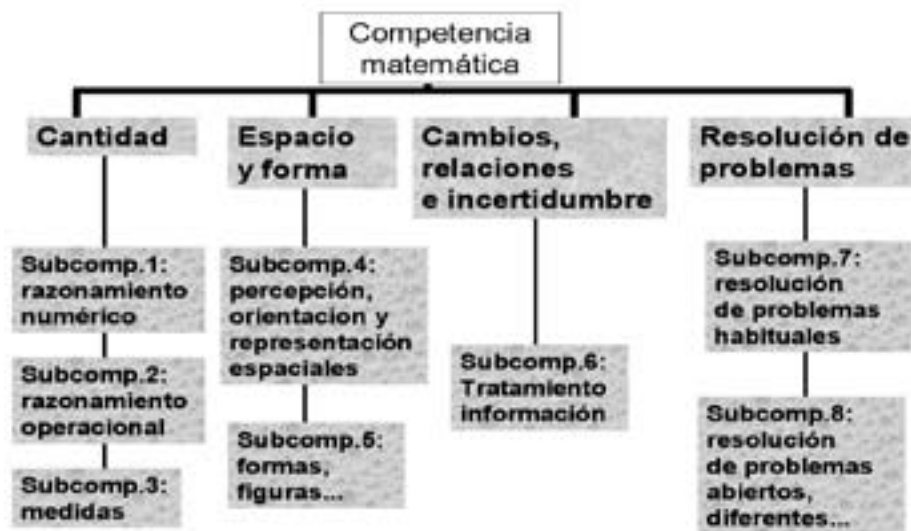 Competencia
matemática
Cantidad
Subcomp.1:
razonamiento
numérico
Subcomp.2:
razonamiento
operacional
Subcomp.3:
medidas
Espacio
y forma
Subcomp.4:
percepción,
orientacion y
representación
espaciales
Subcomp.5:
formas,
figuras...
Cambios,
relaciones
e incertidumbre
Subcomp.6:
Tratamiento
información
Resolución de
problemas
Subcomp.7:
resolución
de problemas
habituales
Subcomp.8:
resolución
de problemas
abiertos,
diferentes...